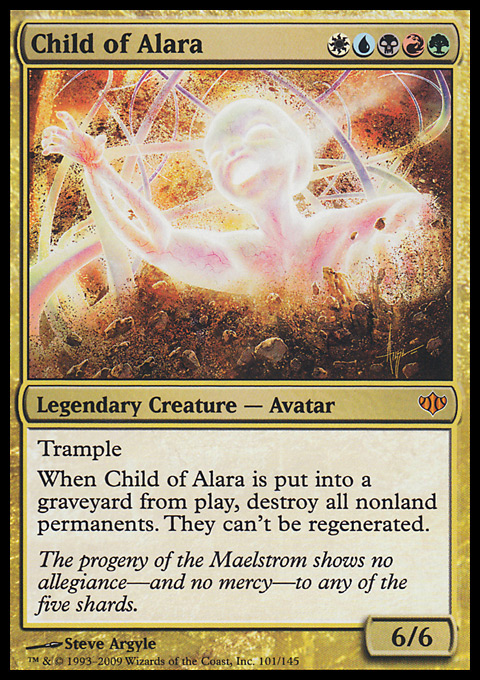 Child of Alara
Legendary Creature — Avatar
Trample
When Child of Alara is put into a
graveyard from play, destroy all nonland
permanents. They can't be regenerated.
The progeny of the Maelstrom shows no
allegiance—and no mercy—to any of the
five shards.
6/6
Steve Argyle
™ & © 1993–2009 Wizards of the Coast, Inc. 101/145